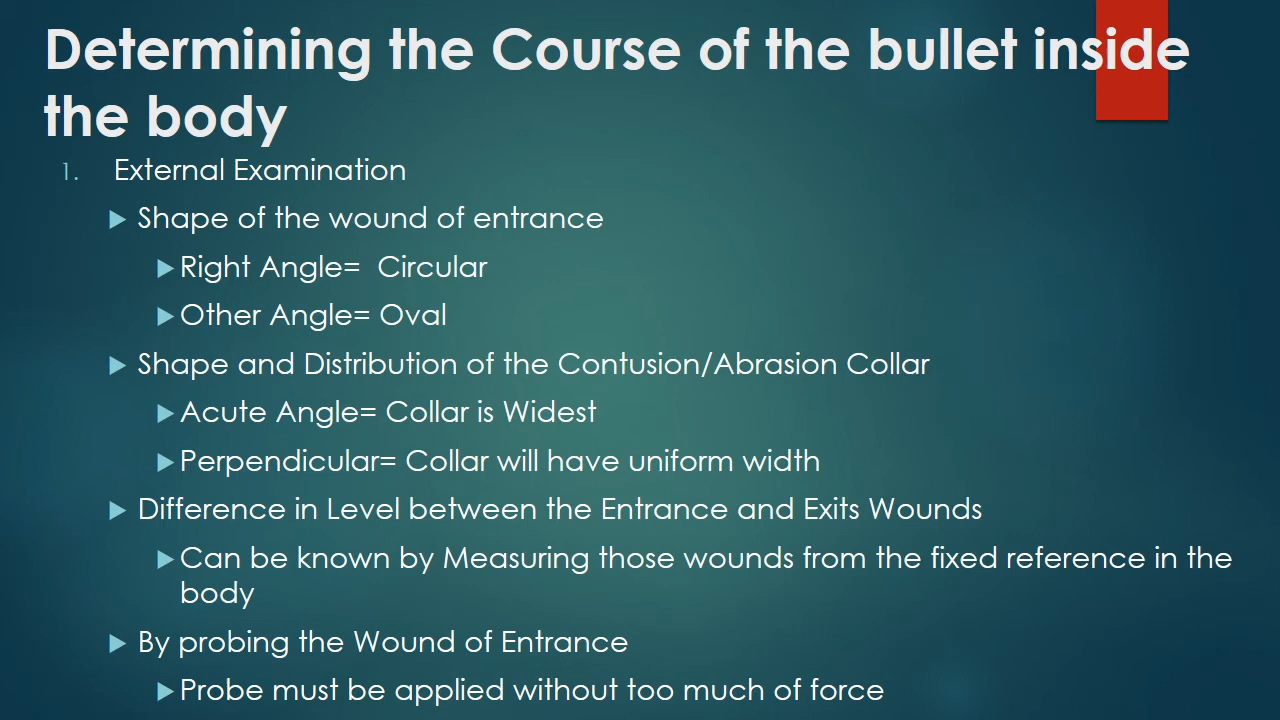 Determining the Course of the bullet inside
the body
1. External Examination
Shape of the wound of entrance
Right Angle= Circular
Other Angle= Oval
Shape and Distribution of the Contusion/Abrasion Collar
Acute Angle= Collar is Widest
Perpendicular= Collar will have uniform width
Difference in Level between the Entrance and Exits Wounds
Can be known by Measuring those wounds from the fixed reference in the
body
By probing the Wound of Entrance
Probe must be applied without too much of force